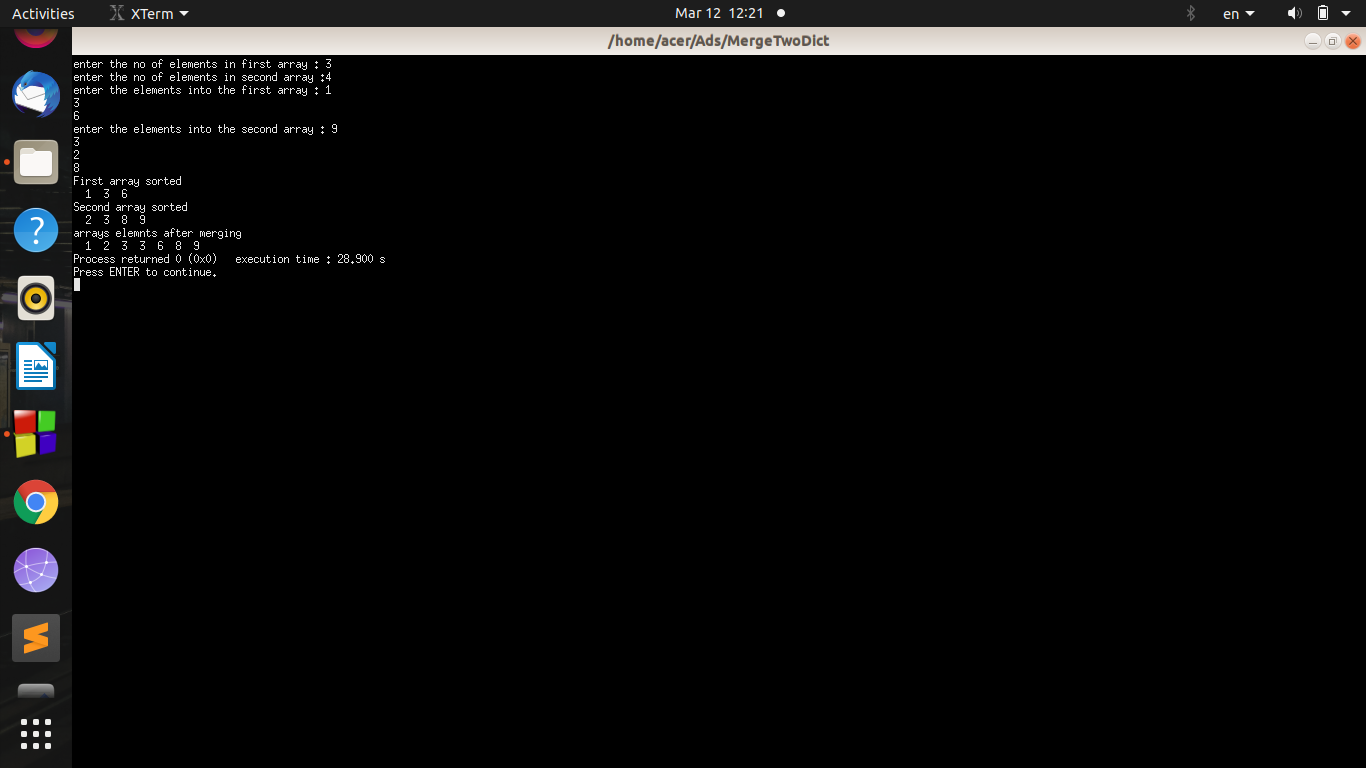 Activities XTerm Mar 12 12:21 en
/home/acer/Ads/MergeTwoDict
enter the no of elements in first array : 3
enter the no of elements in second array :4
enter the elements into the first array : 1
3
6
enter the elements into the second array : 9
3
2
8
First array sorted
1 3 6
Second array sorted
2 3 8 9
arrays elemnts after merging
1 2 3 3 6 8 9
Process returned 0 (0x0) execution time : 28.900 s
Press ENTER to continue.